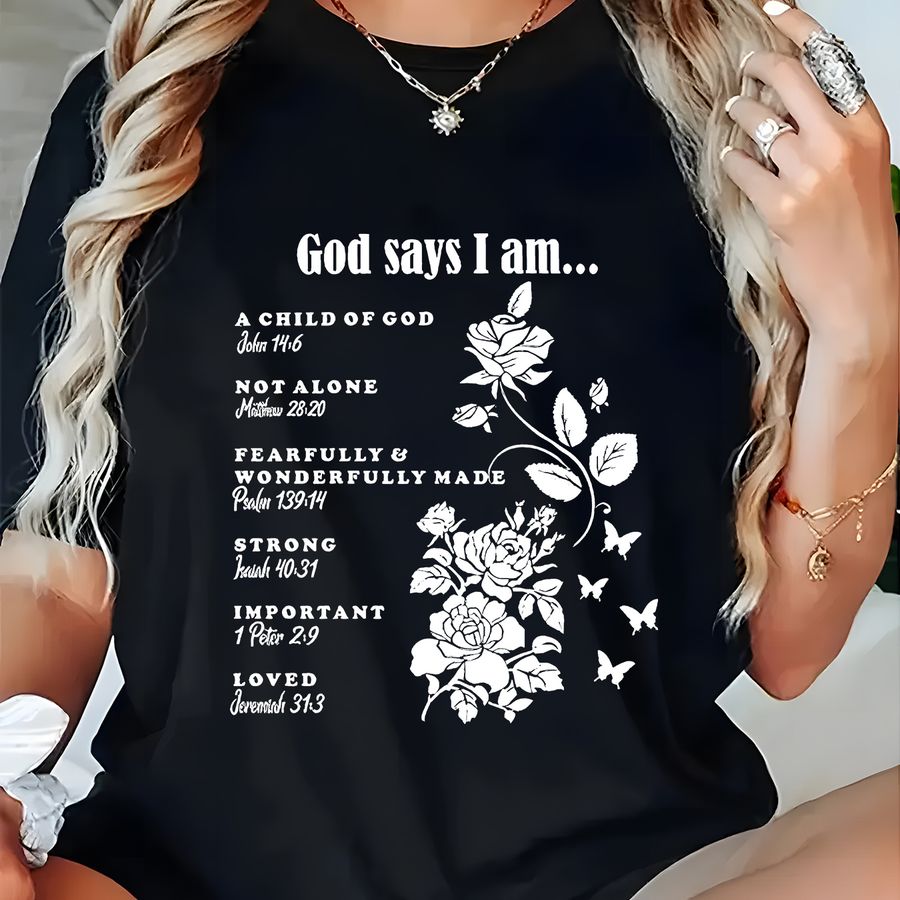 God says I am...
A CHILD OF GOD
John 14:6
NOT ALONE
Matthew 28:20
FEARFULLY &
WONDERFULLY MADE
Psalm 139:14
STRONG
Isaiah 40:31
IMPORTANT
1 Peter 2:9
LOVED
Jeremiah 31:3